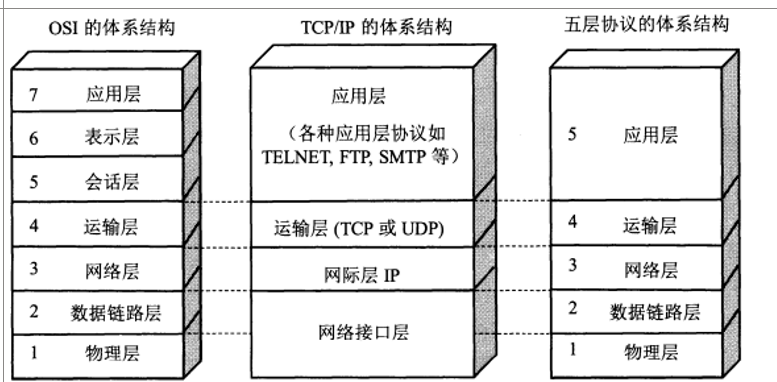 OSI 的体系结构
7 应用层
6 表示层
5 会话层
4 运输层
3 网络层
2 数据链路层
1 物理层
TCP/IP 的体系结构
应用层
（各种应用层协议如
TELNET, FTP, SMTP 等）
运输层 (TCP 或 UDP)
网际层 IP
网络接口层
五层协议的体系结构
5 应用层
4 运输层
3 网络层
2 数据链路层
1 物理层